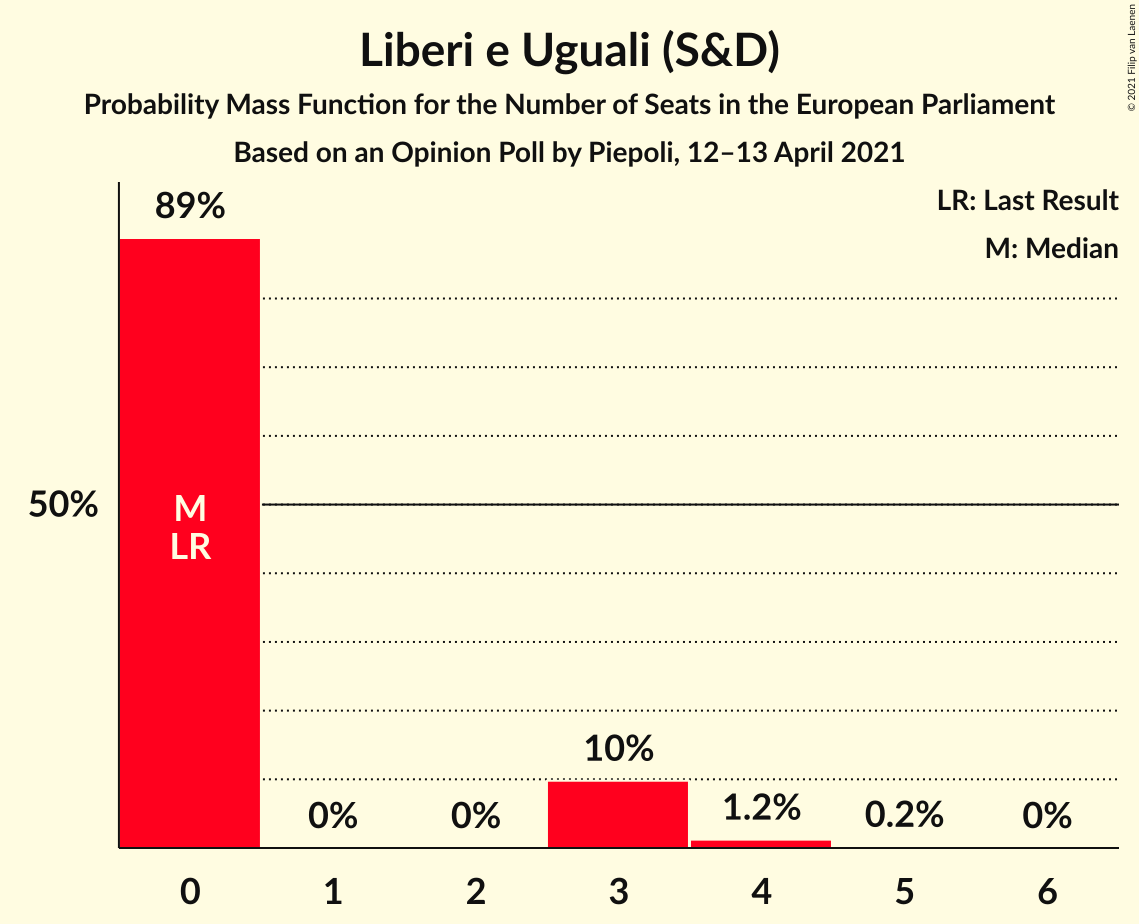 Liberi e Uguali (S&D)
Probability Mass Function for the Number of Seats in the European Parliament
Based on an Opinion Poll by Piepoli, 12–13 April 2021
© 2021 Filip van Laenen
LR: Last Result
M: Median
89%
50%
M
LR
0%
0%
10%
1.2%
0.2%
0%
0
1
2
3
4
5
6